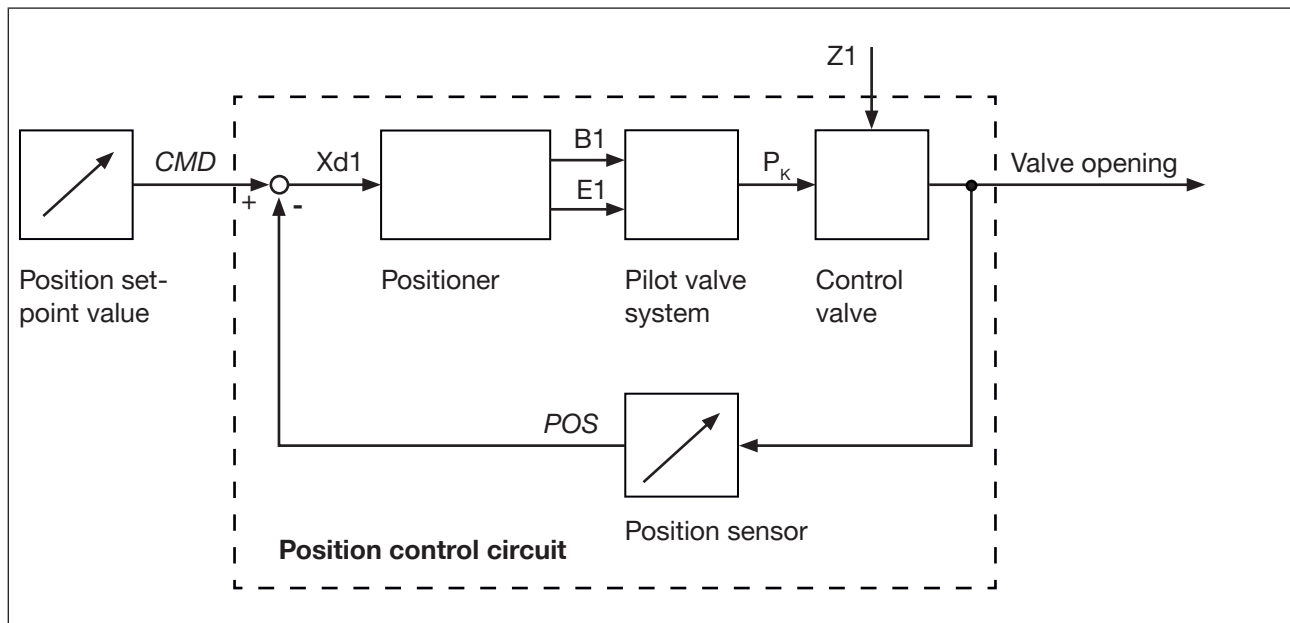 Z1
CMD
+
-
Xd1
B1
E1
PK
Valve opening
Position set-
point value
Positioner
Pilot valve
system
Control
valve
POS
Position sensor
Position control circuit